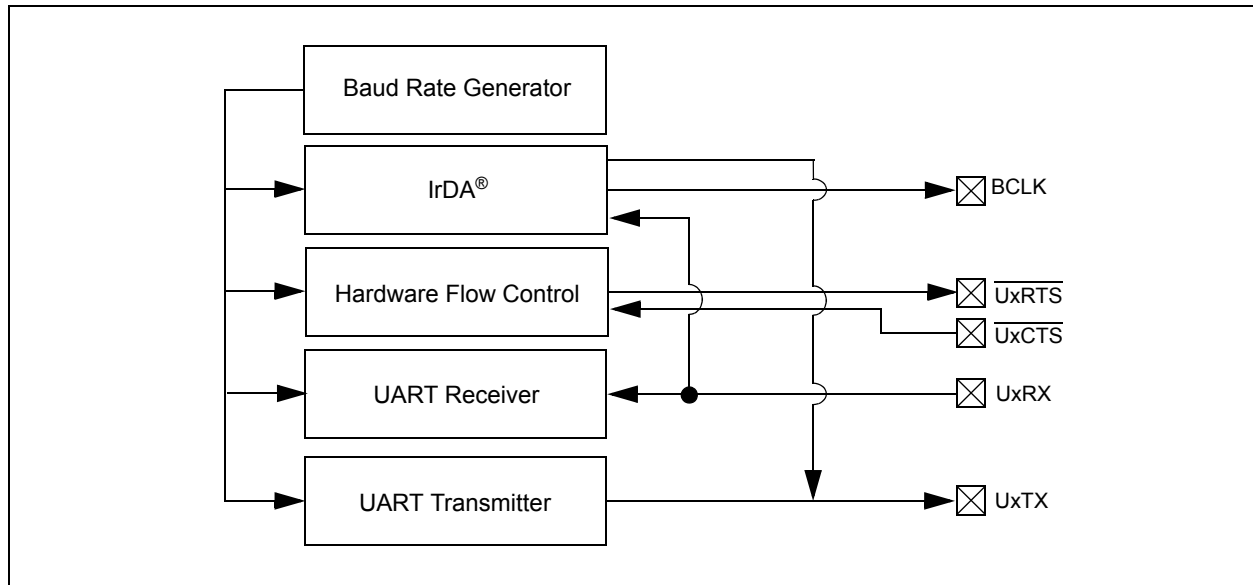 Baud Rate Generator
IrDA®
BCLK
Hardware Flow Control
UxRTS
UxCTS
UART Receiver
UxRX
UART Transmitter
UxTX